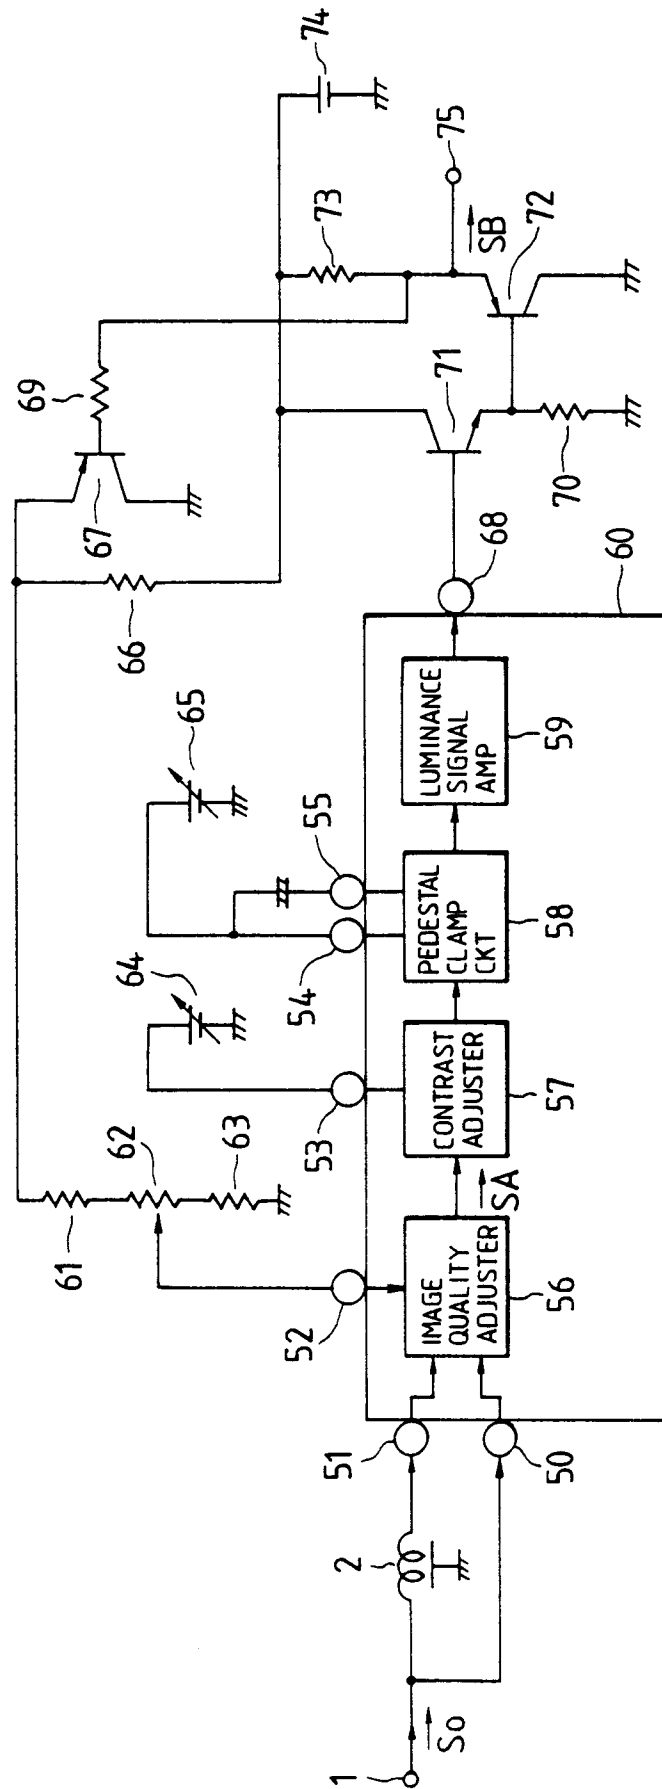 1
So
2
51
50
52
IMAGE
QUALITY
ADJUSTER
56
SA
61
62
63
53
CONTRAST
ADJUSTER
57
64
54
55
PEDESTAL
CLAMP
CKT
58
65
LUMINANCE
SIGNAL
AMP
59
60
68
66
67
69
70
71
72
SB
73
75
74